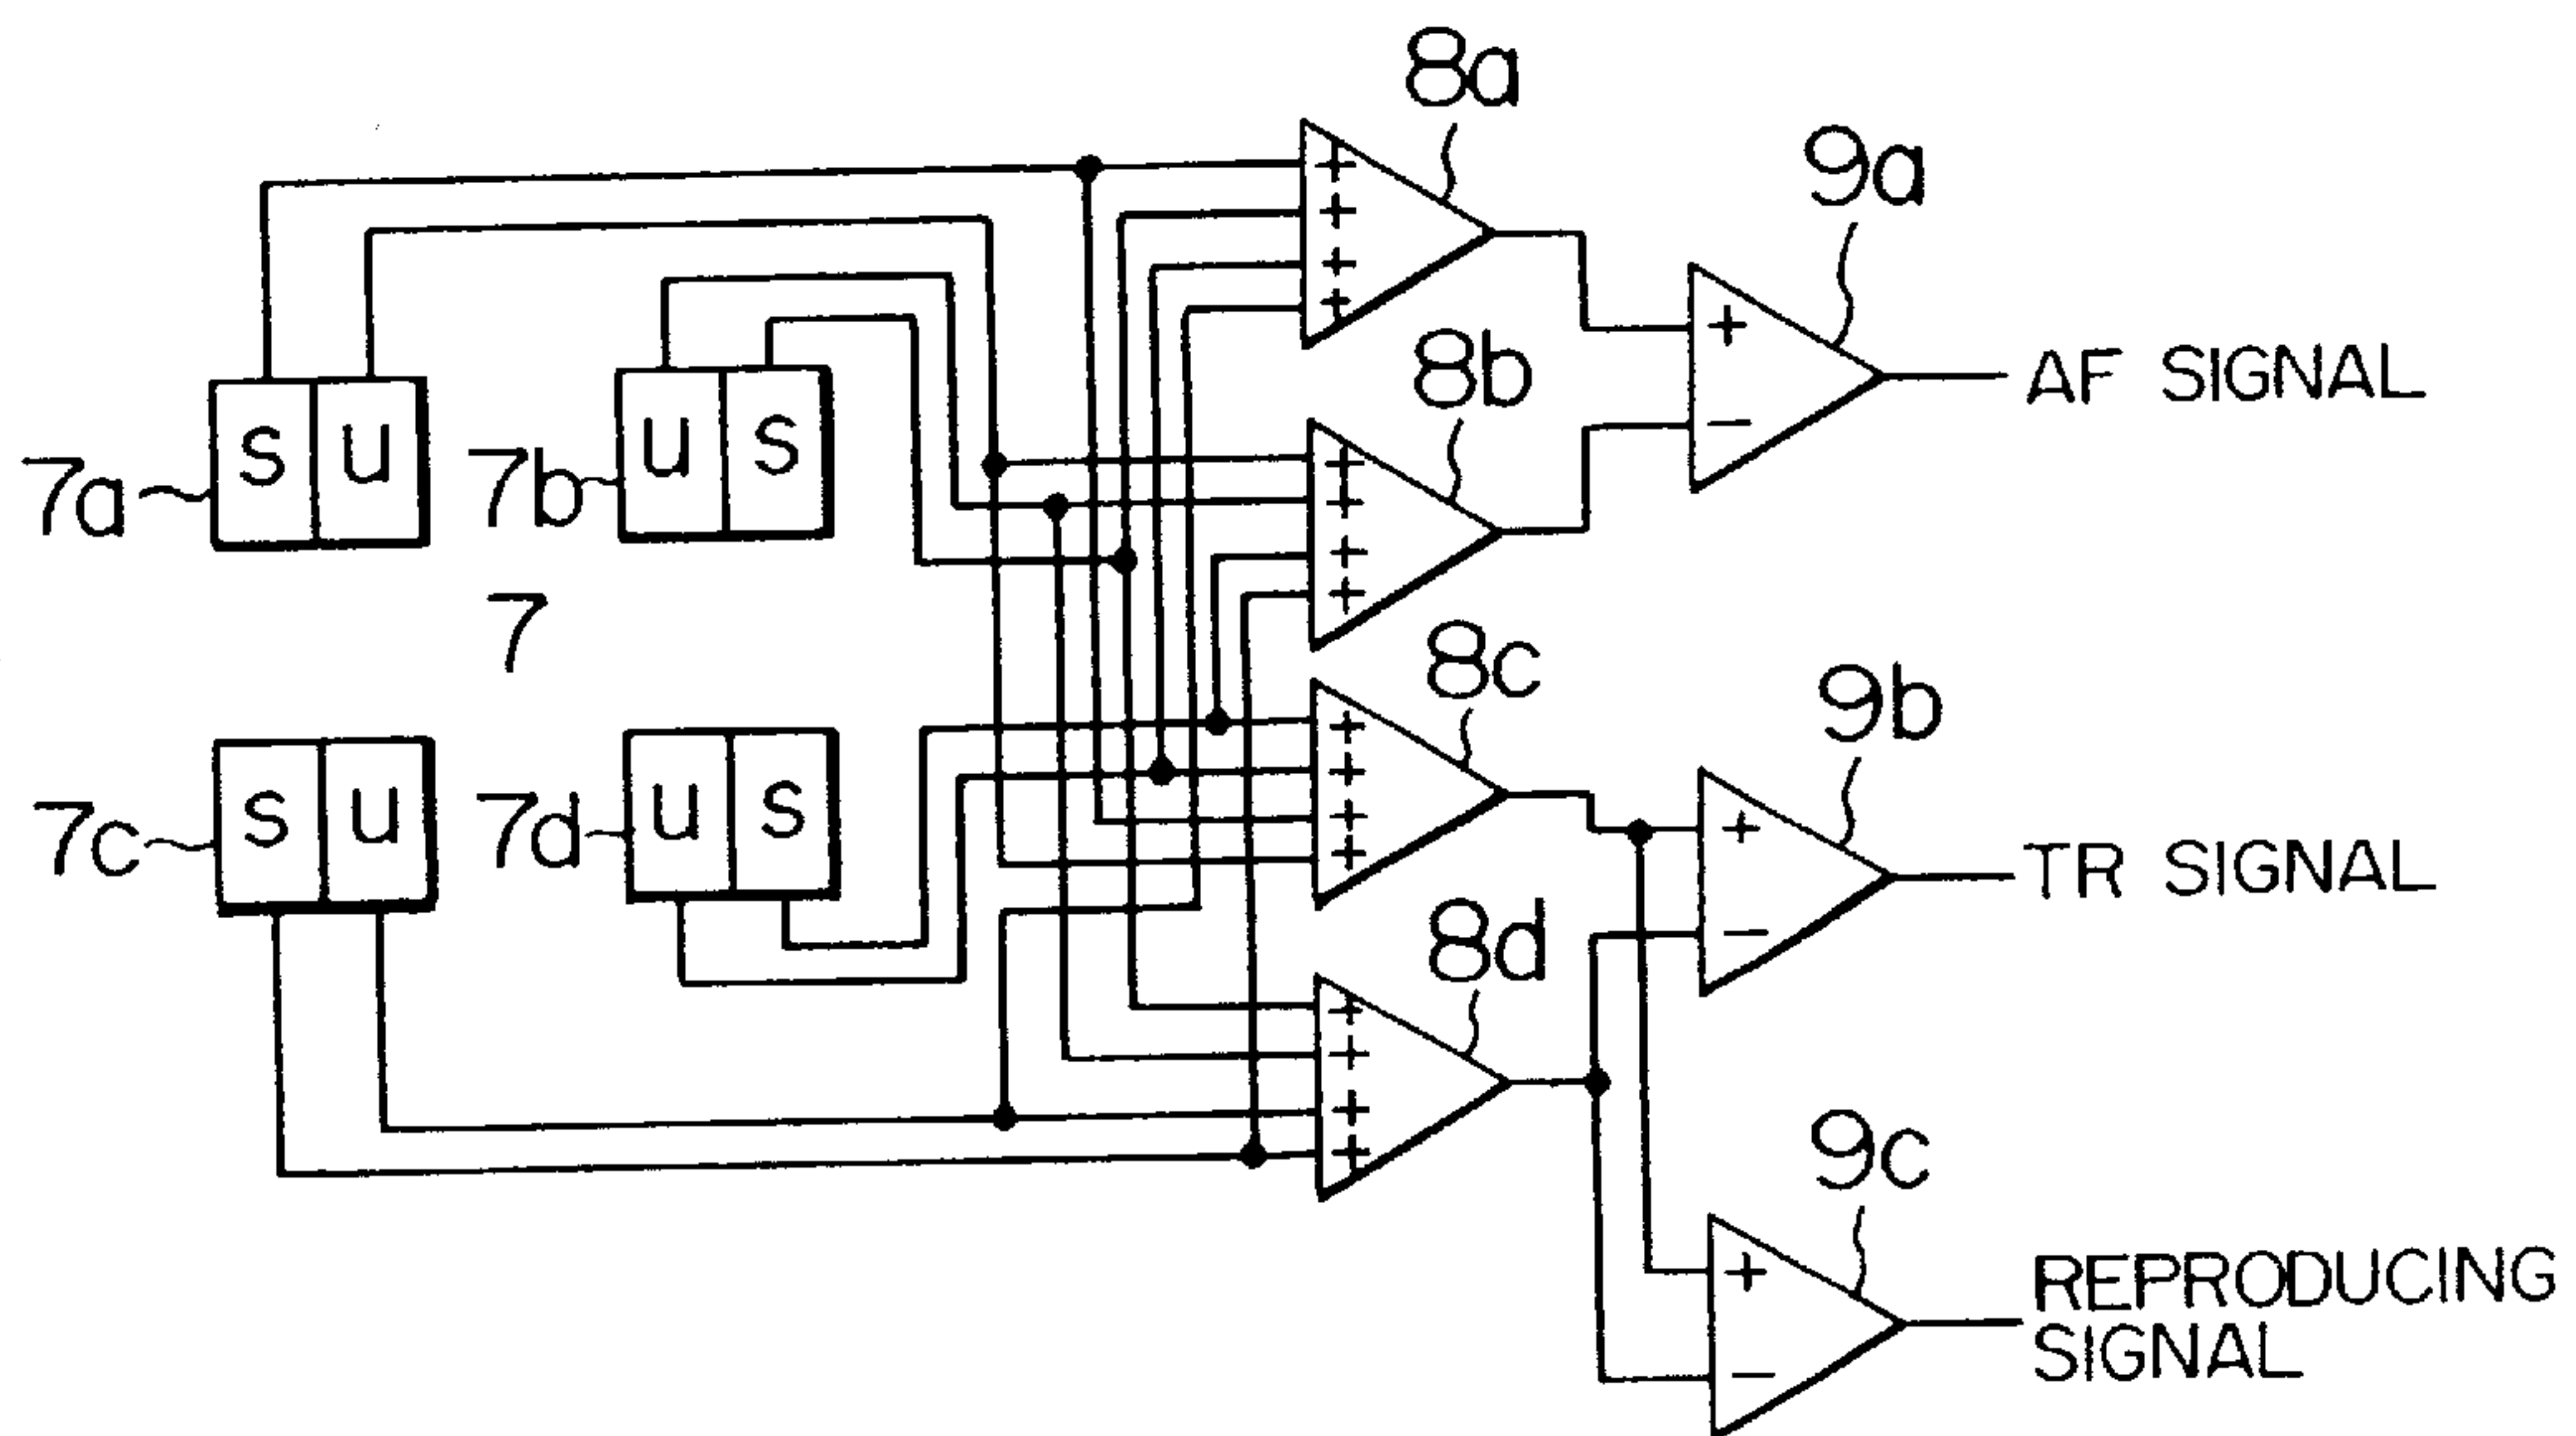 8a
9a
+
+
+
+
+
−
AF SIGNAL
8b
+
+
+
+
7a
s u
7b
u s
7
8c
+
+
+
+
9b
+
−
TR SIGNAL
7c
s u
7d
u s
8d
+
+
+
+
9c
+
−
REPRODUCING
SIGNAL